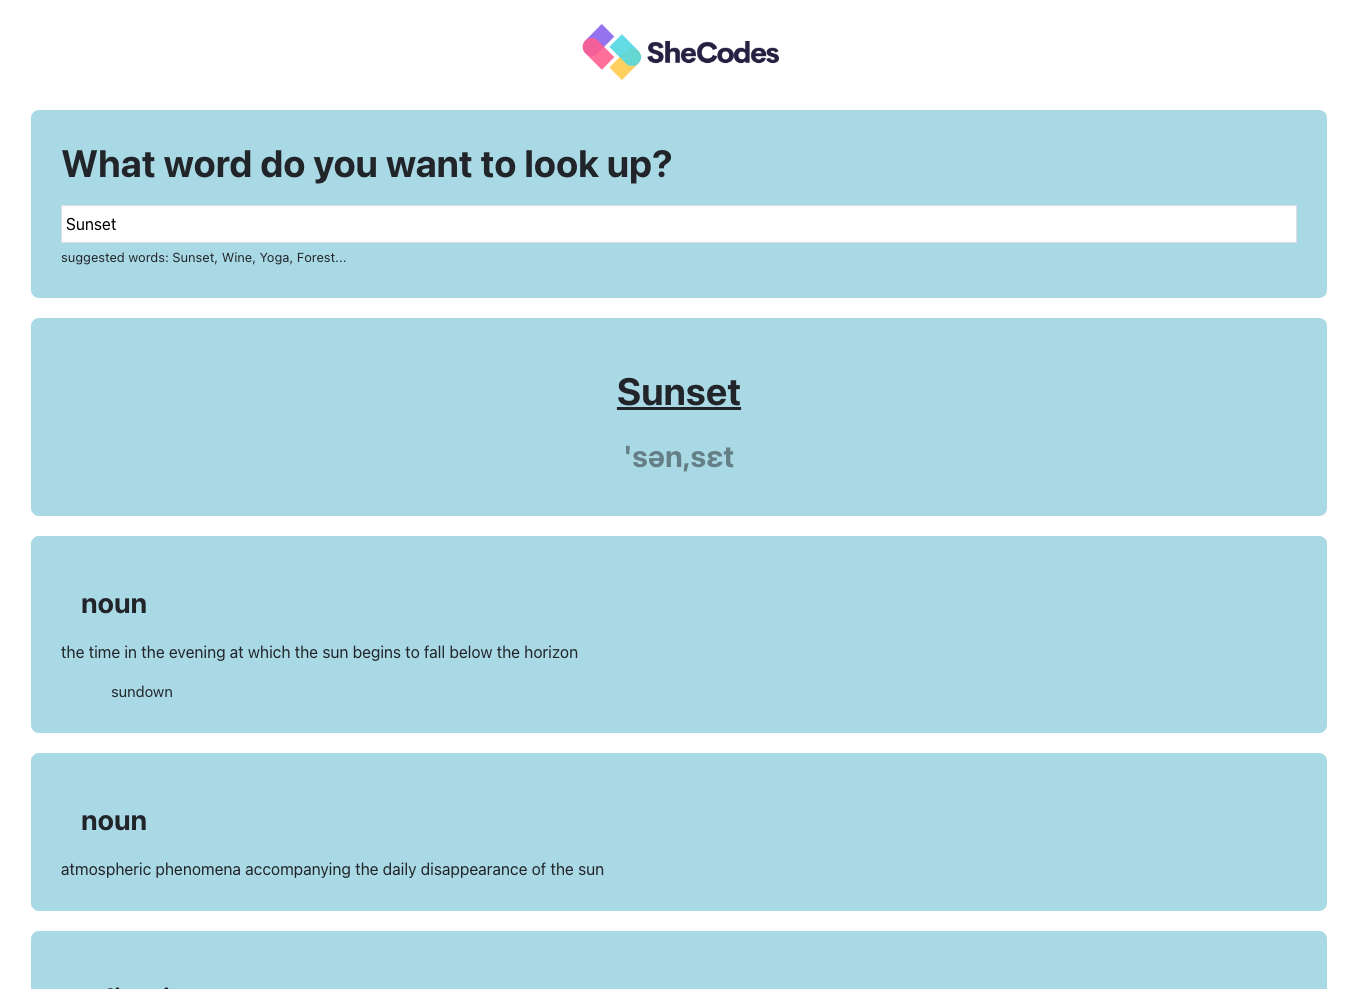 SheCodes
What word do you want to look up?
Sunset
suggested words: Sunset, Wine, Yoga, Forest...
Sunset
'sən,sɛt
noun
the time in the evening at which the sun begins to fall below the horizon
sundown
noun
atmospheric phenomena accompanying the daily disappearance of the sun